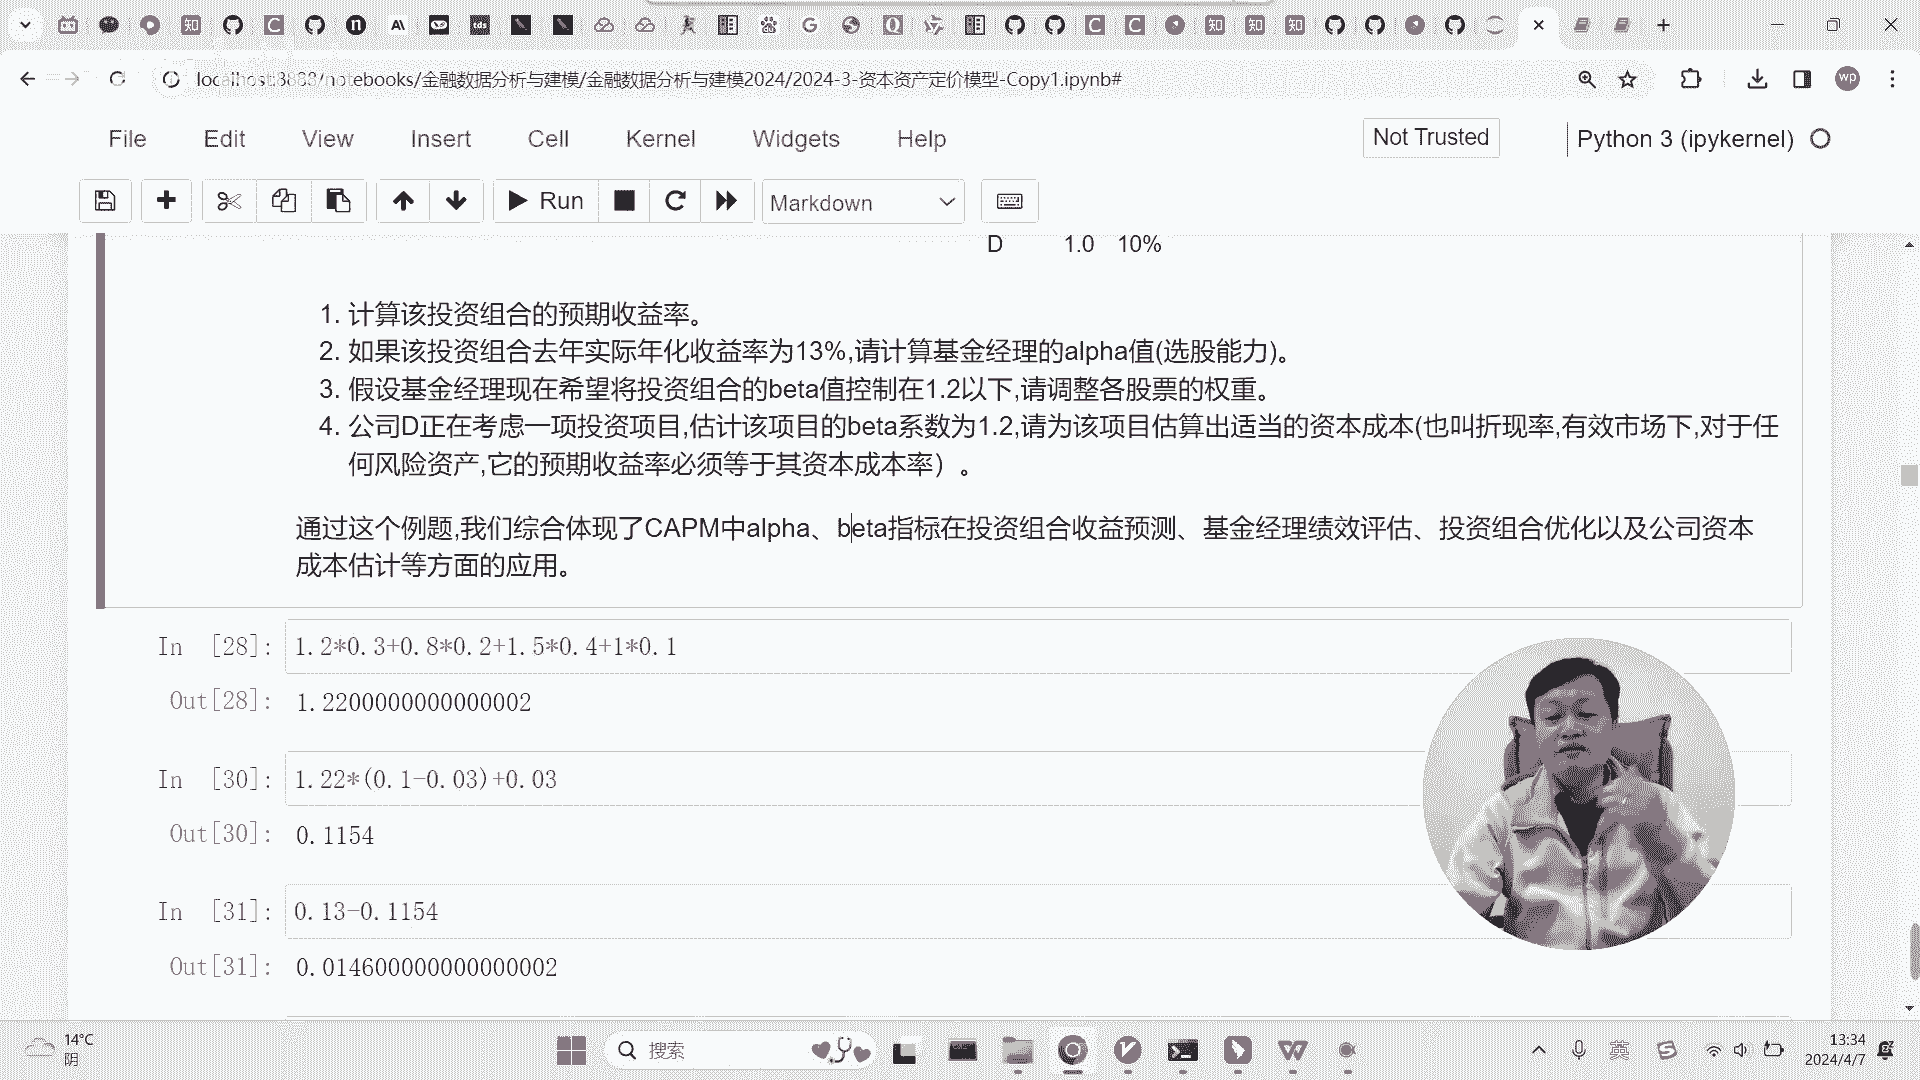 localhost:8888/notebooks/金融数据分析与建模/金融数据分析与建模2024/2024-3-资本资产定价模型-Copy1.ipynb#
wp
File Edit View Insert Cell Kernel Widgets Help Not Trusted Python 3 (ipykernel)
Run Markdown
D 1.0 10%
1. 计算该投资组合的预期收益率。
2. 如果该投资组合去年实际年化收益率为13%,请计算基金经理的alpha值(选股能力)。
3. 假设基金经理现在希望将投资组合的beta值控制在1.2以下,请调整各股票的权重。
4. 公司D正在考虑一项投资项目,估计该项目的beta系数为1.2,请为该项目估算出适当的资本成本(也叫折现率,有效市场下,对于任
何风险资产,它的预期收益率必须等于其资本成本率）。
通过这个例题,我们综合体现了CAPM中alpha、beta指标在投资组合收益预测、基金经理绩效评估、投资组合优化以及公司资本
成本估计等方面的应用。
In [28]: 1.2*0.3+0.8*0.2+1.5*0.4+1*0.1
Out[28]: 1.2200000000000002
In [30]: 1.22*(0.1-0.03)+0.03
Out[30]: 0.1154
In [31]: 0.13-0.1154
Out[31]: 0.014600000000000002
14°C
阴
搜索
英
13:34
2024/4/7